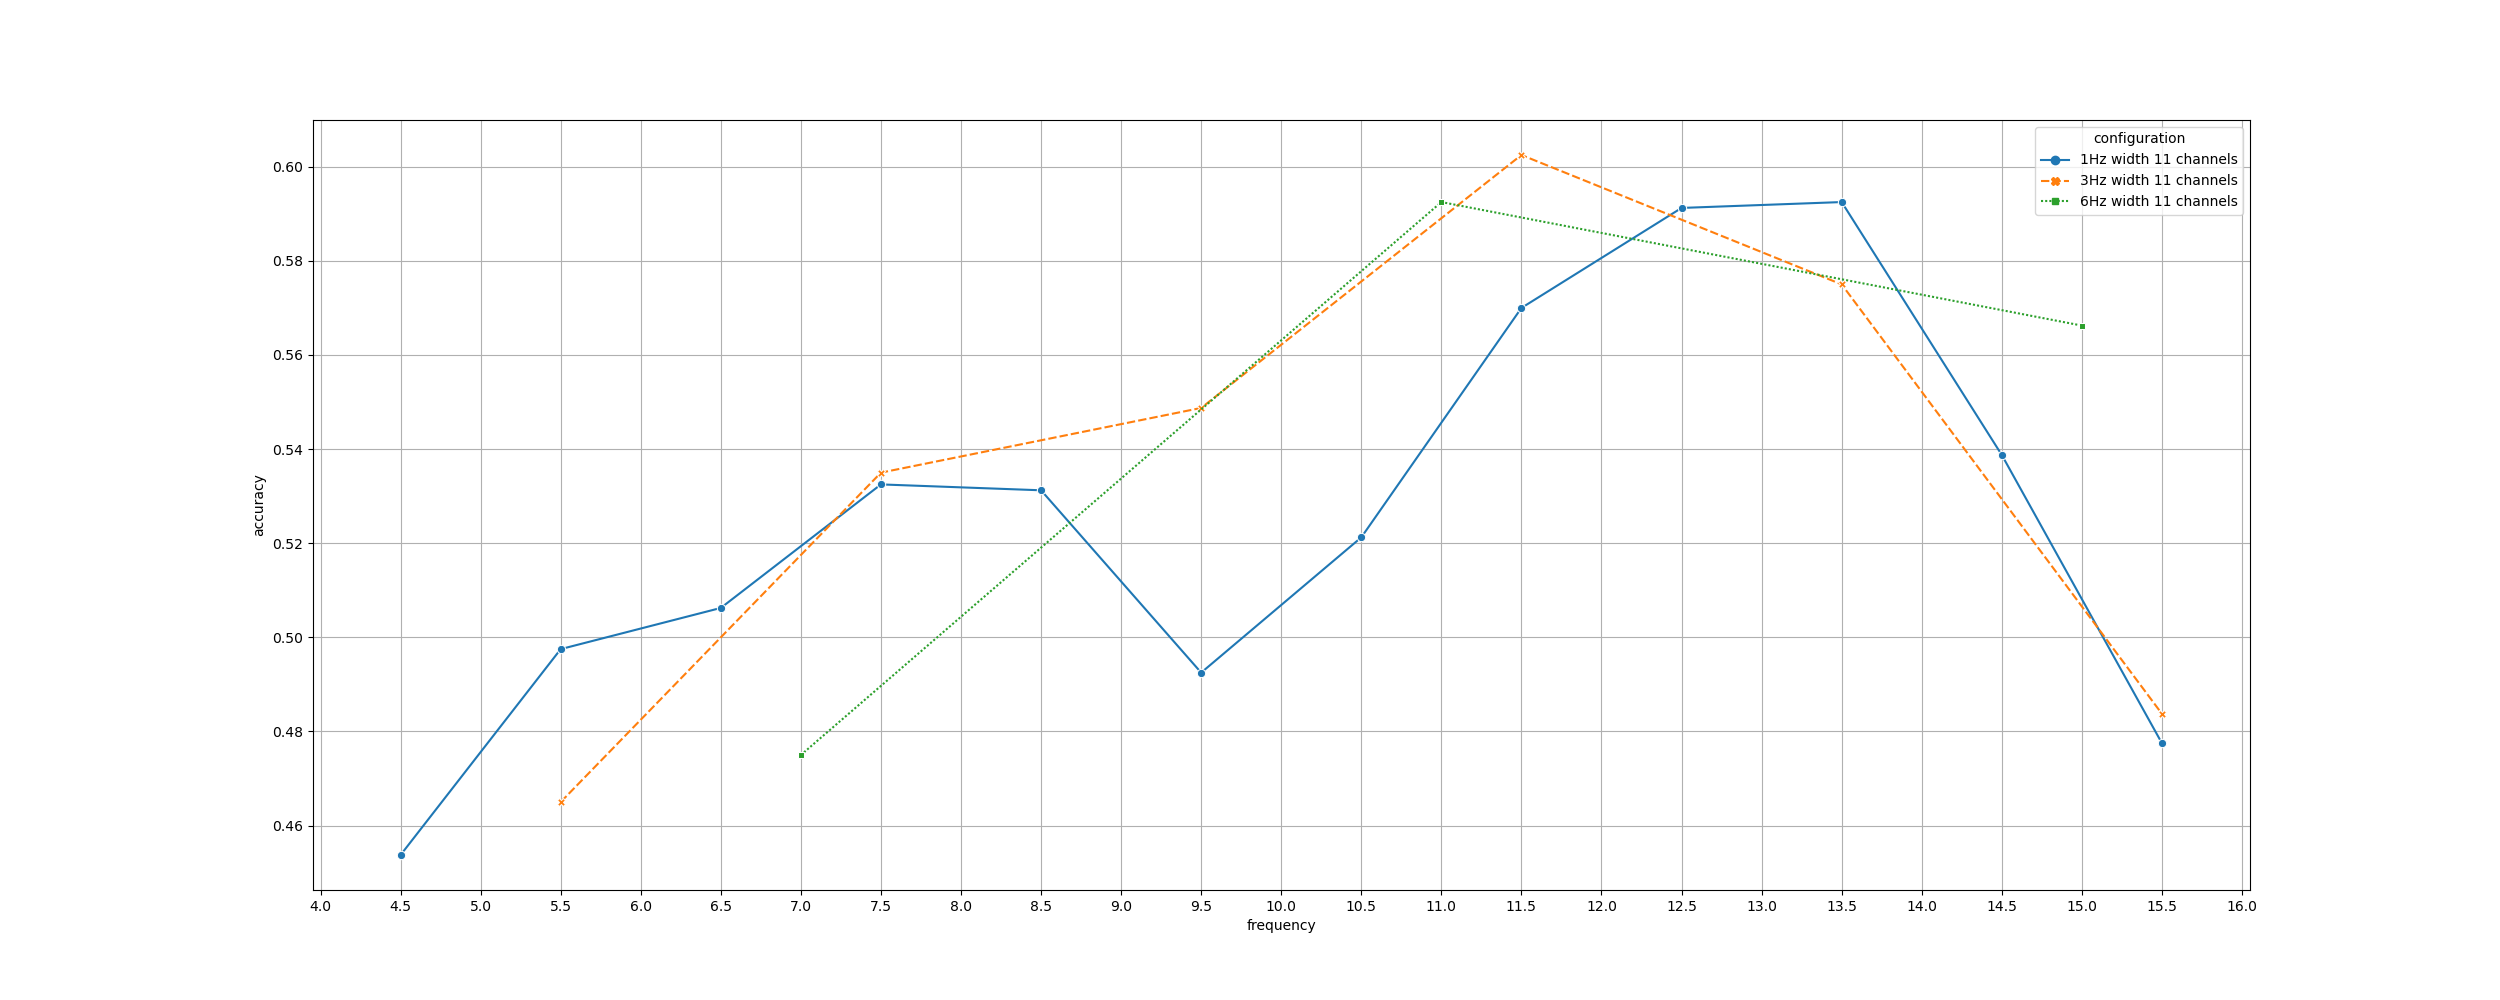 configuration
1Hz width 11 channels
3Hz width 11 channels
6Hz width 11 channels
0.60
0.58
0.56
0.54
0.52
0.50
0.48
0.46
accuracy
4.0 4.5 5.0 5.5 6.0 6.5 7.0 7.5 8.0 8.5 9.0 9.5 10.0 10.5 11.0 11.5 12.0 12.5 13.0 13.5 14.0 14.5 15.0 15.5 16.0
frequency